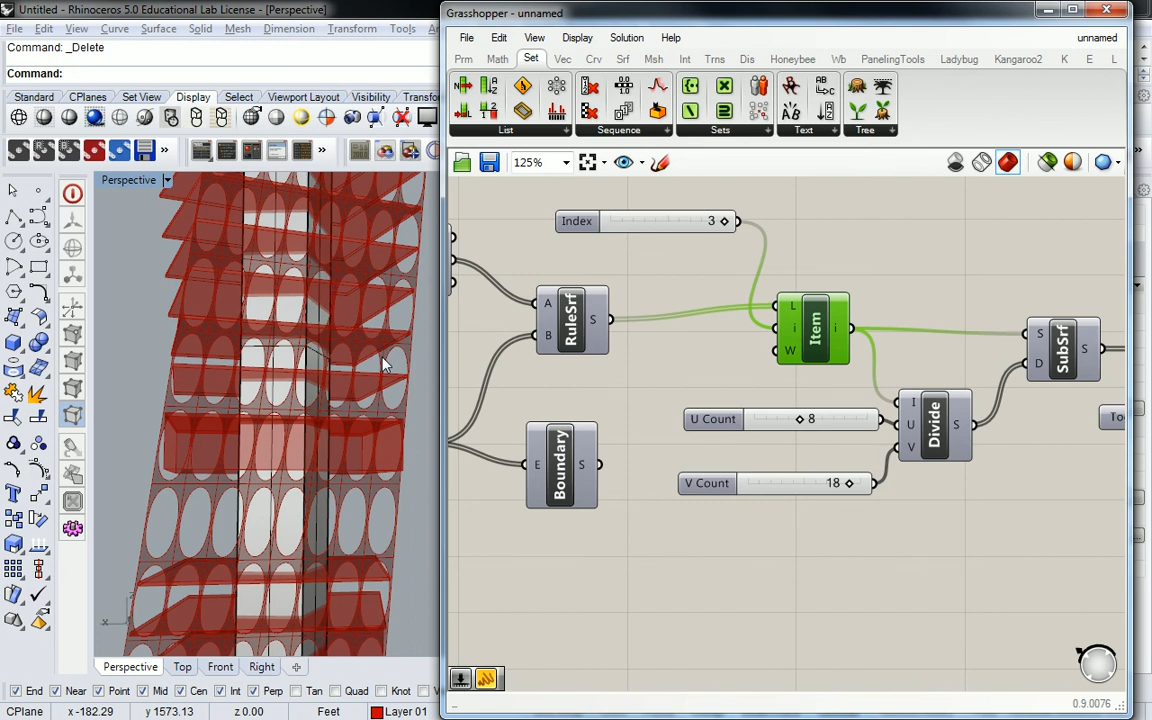 Untitled - Rhinoceros 5.0 Educational Lab License - [Perspective]
Grasshopper - unnamed
File Edit View Curve Surface Solid Mesh Dimension Transform Tools
File Edit View Display Solution Help unnamed
Command: _Delete
Command:
Prm Math Set Vec Crv Srf Msh Int Trns Dis Honeybee Wb PanelingTools Ladybug Kangaroo2 K E L
Standard CPlanes Set View Display Select Viewport Layout Visibility Transfo
List Sequence Sets Text Tree
125%
Perspective
Index 3
RuleSrf A B S
Item L i W i
SubSrf S D S
Boundary E S
U Count 8
V Count 18
Divide I U V S
To
x
z
Perspective Top Front Right
End Near Point Mid Cen Int Perp Tan Quad Knot V
CPlane x -182.29 y 1573.13 z 0.00 Feet Layer 01
0.9.0076